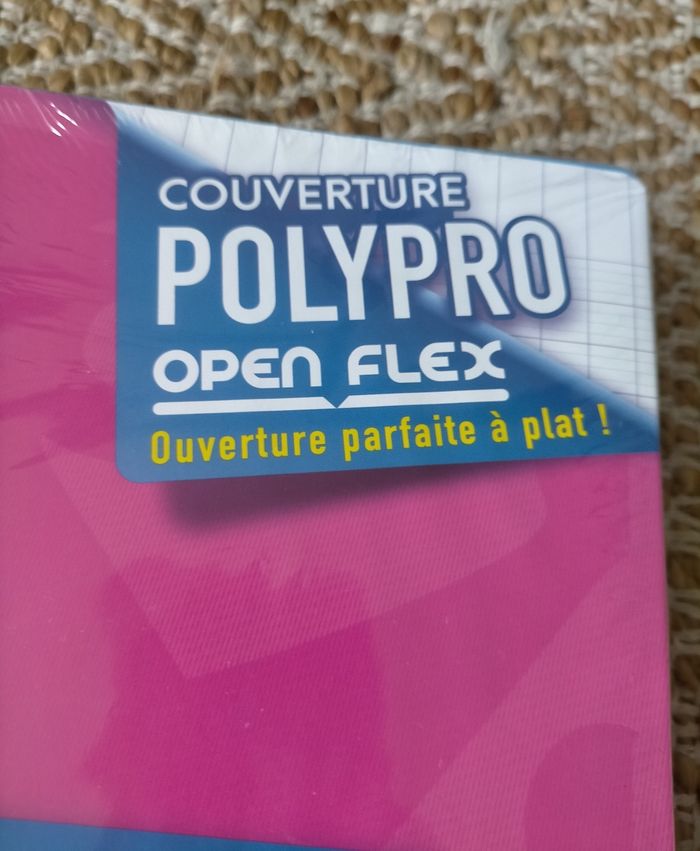 COUVERTURE
POLYPRO
OPEN FLEX
Ouverture parfaite à plat !